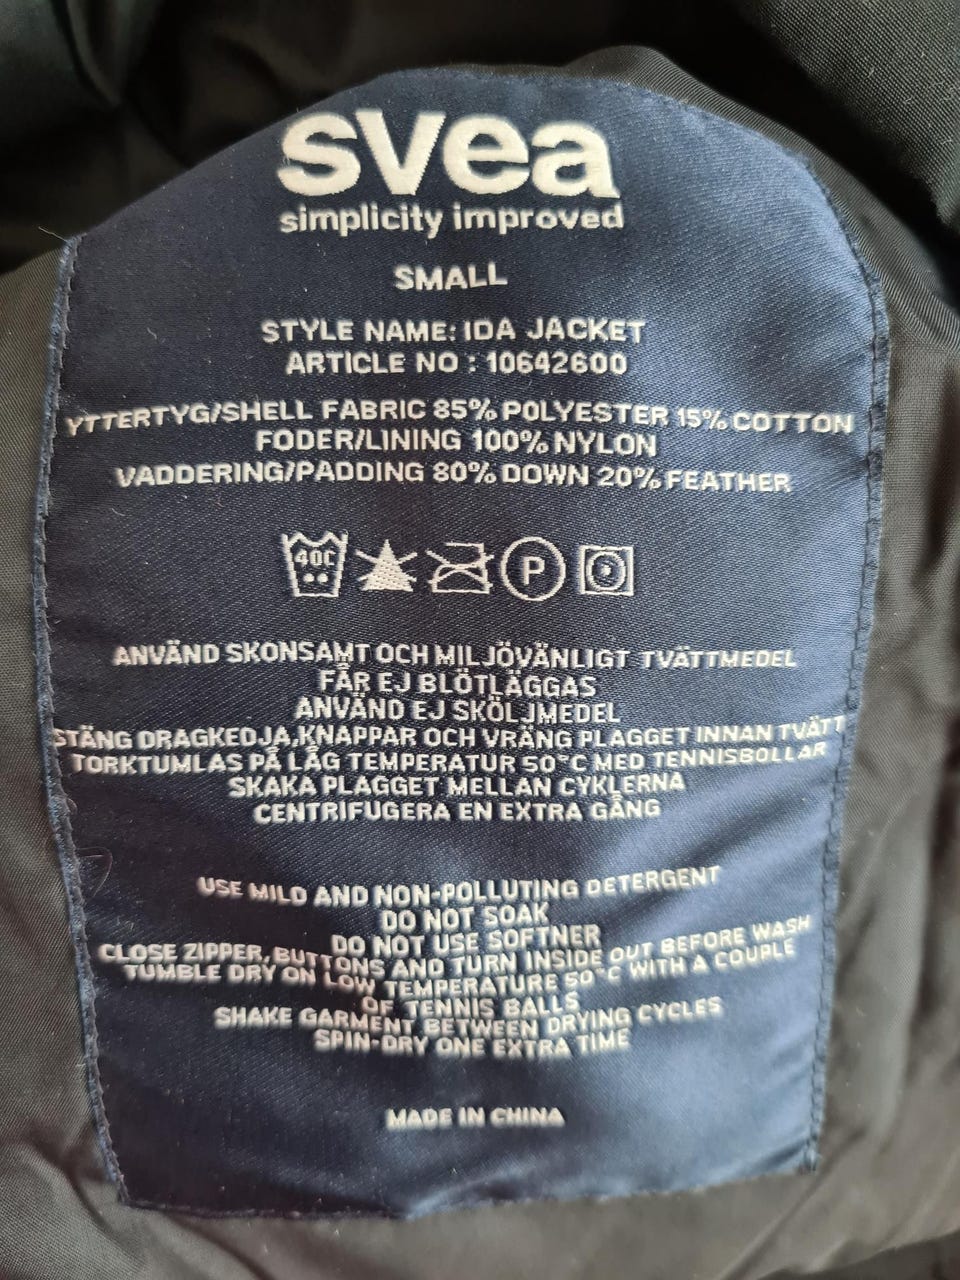 svea
simplicity improved
SMALL
STYLE NAME: IDA JACKET
ARTICLE NO : 10642600
YTTERTYG/SHELL FABRIC 85% POLYESTER 15% COTTON
FODER/LINING 100% NYLON
VADDERING/PADDING 80% DOWN 20% FEATHER
40C
P
ANVÄND SKONSAMT OCH MILJÖVÄNLIGT TVÄTTMEDEL
FÅR EJ BLÖTLÄGGAS
ANVÄND EJ SKÖLJMEDEL
STÄNG DRAGKEDJA,KNAPPAR OCH VRÄNG PLAGGET INNAN TVÄTT
TORKTUMLAS PÅ LÅG TEMPERATUR 50°C MED TENNISBOLLAR
SKAKA PLAGGET MELLAN CYKLERNA
CENTRIFUGERA EN EXTRA GÅNG
USE MILD AND NON-POLLUTING DETERGENT
DO NOT SOAK
DO NOT USE SOFTNER
CLOSE ZIPPER, BUTTONS AND TURN INSIDE OUT BEFORE WASH
TUMBLE DRY ON LOW TEMPERATURE 50°C WITH A COUPLE
OF TENNIS BALLS
SHAKE GARMENT BETWEEN DRYING CYCLES
SPIN-DRY ONE EXTRA TIME
MADE IN CHINA